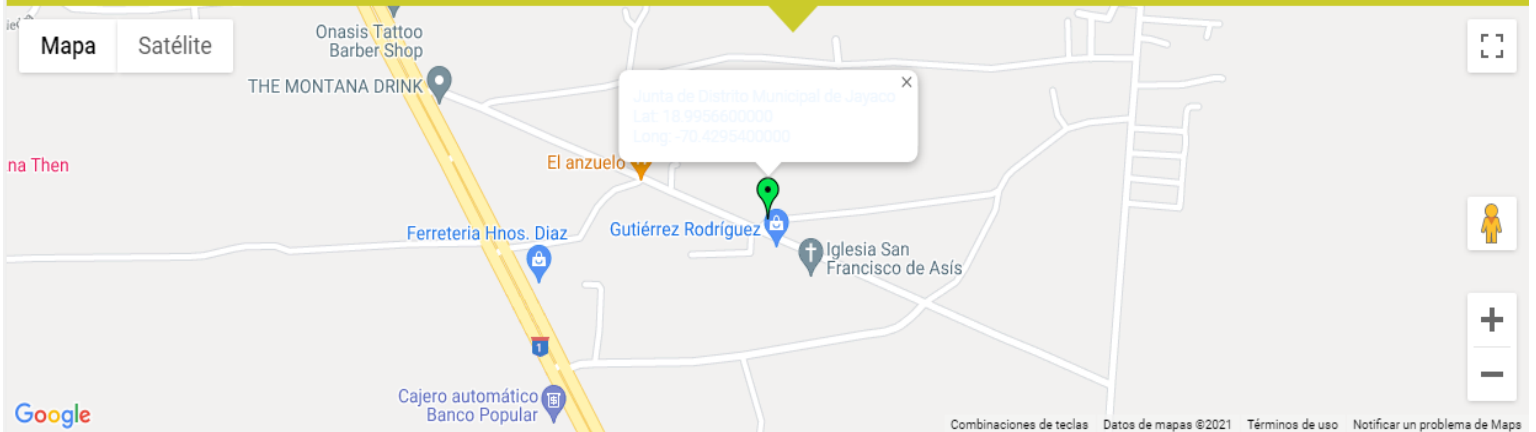 Mapa
Satélite
Onasis Tattoo
Barber Shop
THE MONTANA DRINK
Junta de Distrito Municipal de Jayaco
Lat: 18.9956600000
Long: -70.4295400000
na Then
El anzuelo
Ferreteria Hnos. Diaz
Gutiérrez Rodríguez
Iglesia San
Francisco de Asís
1
Cajero automático
Banco Popular
Google
Combinaciones de teclas
Datos de mapas ©2021
Términos de uso
Notificar un problema de Maps